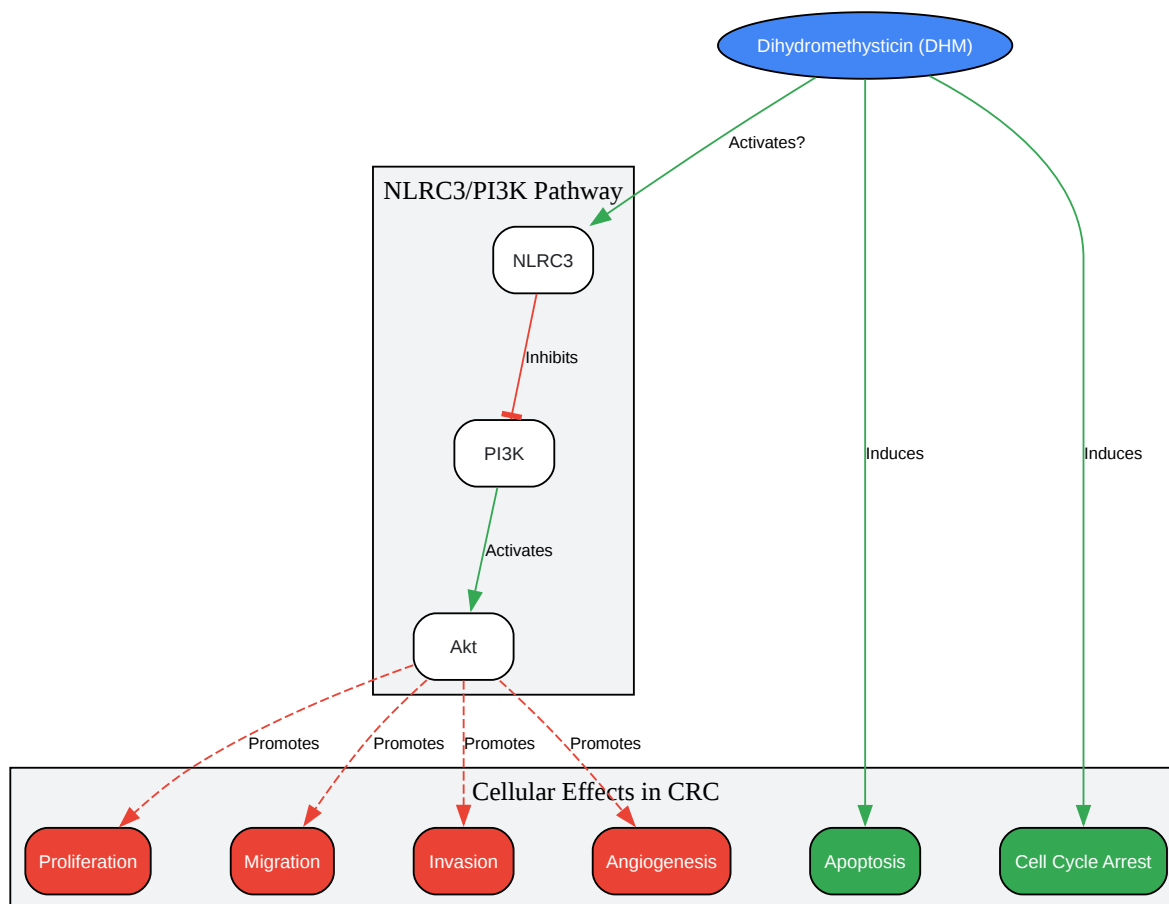 Dihydromethysticin (DHM)
Activates?
NLRC3/PI3K Pathway
NLRC3
Inhibits
PI3K
Induces
Induces
Activates
Akt
Promotes
Promotes
Promotes
Promotes
Cellular Effects in CRC
Proliferation
Migration
Invasion
Angiogenesis
Apoptosis
Cell Cycle Arrest